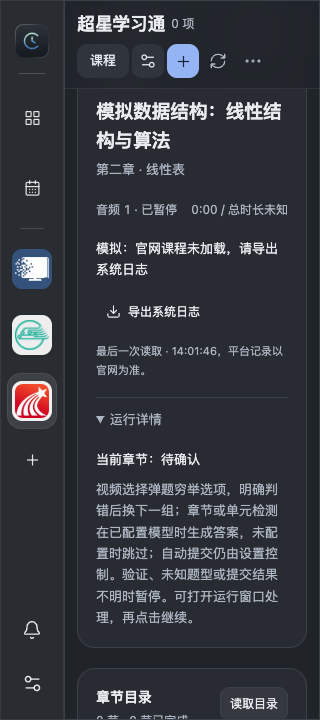 超星学习通 0 项
课程
模拟数据结构：线性结
构与算法
第二章 · 线性表
音频 1 · 已暂停 0:00 / 总时长未知
模拟：官网课程未加载，请导出
系统日志
导出系统日志
最后一次读取 · 14:01:46，平台记录以
官网为准。
▼ 运行详情
当前章节：待确认
视频选择弹题穷举选项，明确判
错后换下一组；章节或单元检测
在已配置模型时生成答案，未配
置时跳过；自动提交仍由设置控
制。验证、未知题型或提交结果
不明时暂停。可打开运行窗口处
理，再点击继续。
章节目录
读取目录